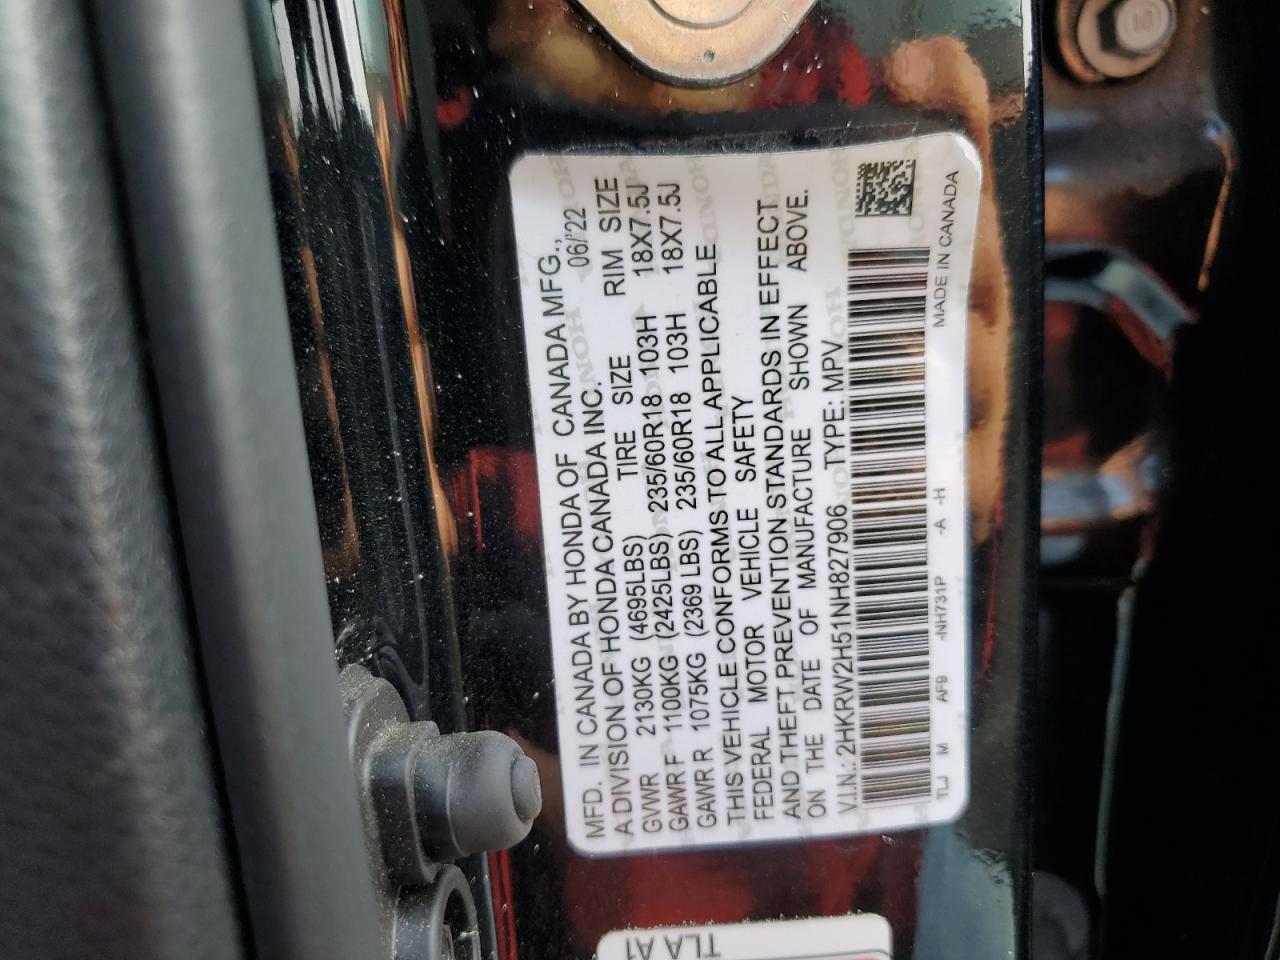 MFD. IN CANADA BY HONDA OF CANADA MFG.,
A DIVISION OF HONDA CANADA INC. 06/'22
TIRE SIZE RIM SIZE
GVWR 2130KG (4695LBS)
GAWR F 1100KG (2425LBS) 235/60R18 103H 18X7.5J
GAWR R 1075KG (2369 LBS) 235/60R18 103H 18X7.5J
THIS VEHICLE CONFORMS TO ALL APPLICABLE
FEDERAL MOTOR VEHICLE SAFETY
AND THEFT PREVENTION STANDARDS IN EFFECT
ON THE DATE OF MANUFACTURE SHOWN ABOVE.
V.I.N.: 2HKRW2H51NH827906 TYPE: MPV
TLJ M AF9 -NH731P -A -H MADE IN CANADA